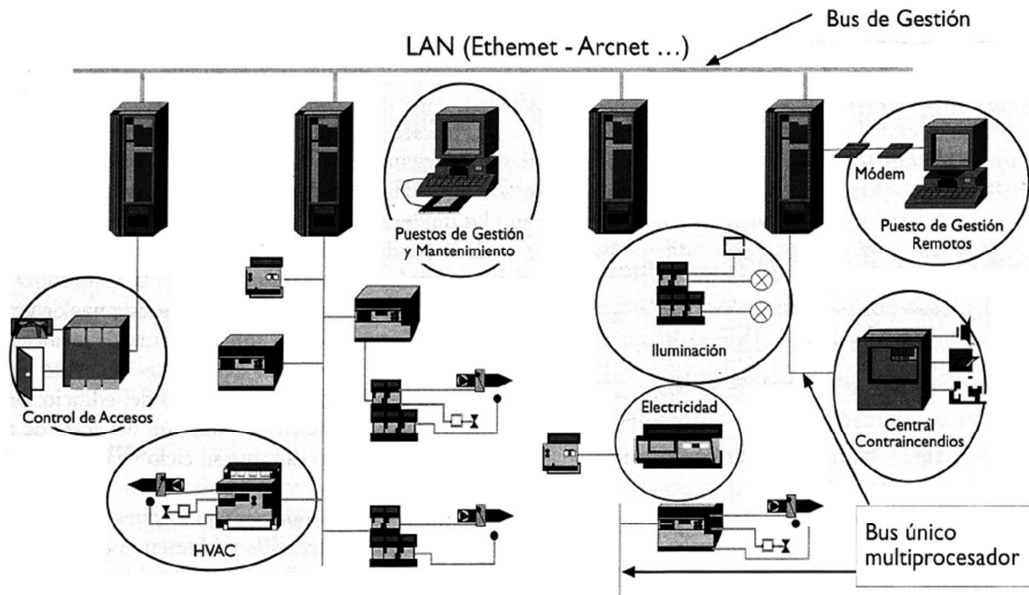 Bus de Gestión
LAN (Ethemet - Arcnet ...)
Módem
Puestos de Gestión
y Mantenimiento
Puesto de Gestión
Remotos
Iluminación
Control de Accesos
Electricidad
Central
Contraincendios
HVAC
Bus único
multiprocesador